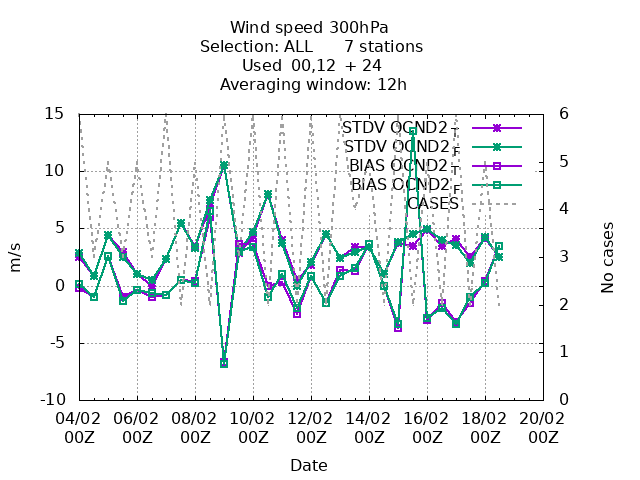 Wind speed 300hPa
Selection: ALL 7 stations
Used 00,12 + 24
Averaging window: 12h
15
10
5
0
-5
-10
m/s
6
5
4
3
2
1
0
No cases
STDV OCND2_T
STDV OCND2_F
BIAS OCND2_T
BIAS OCND2_F
CASES
04/02 06/02 08/02 10/02 12/02 14/02 16/02 18/02 20/02
00Z 00Z 00Z 00Z 00Z 00Z 00Z 00Z 00Z
Date